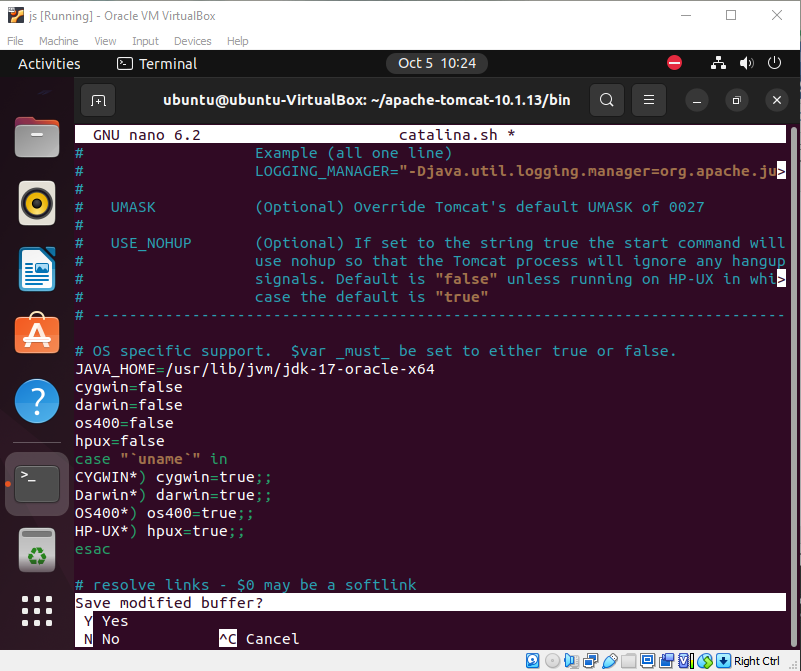 js [Running] - Oracle VM VirtualBox
File Machine View Input Devices Help
Activities Terminal Oct 5 10:24
ubuntu@ubuntu-VirtualBox: ~/apache-tomcat-10.1.13/bin
GNU nano 6.2 catalina.sh *
# Example (all one line)
# LOGGING_MANAGER="-Djava.util.logging.manager=org.apache.ju>
#
# UMASK (Optional) Override Tomcat's default UMASK of 0027
#
# USE_NOHUP (Optional) If set to the string true the start command will
# use nohup so that the Tomcat process will ignore any hangup
# signals. Default is "false" unless running on HP-UX in whi>
# case the default is "true"
# -----------------------------------------------------------------------------
# OS specific support. $var _must_ be set to either true or false.
JAVA_HOME=/usr/lib/jvm/jdk-17-oracle-x64
cygwin=false
darwin=false
os400=false
hpux=false
case "`uname`" in
CYGWIN*) cygwin=true;;
Darwin*) darwin=true;;
OS400*) os400=true;;
HP-UX*) hpux=true;;
esac
# resolve links - $0 may be a softlink
Save modified buffer?
Y Yes
N No ^C Cancel
Right Ctrl